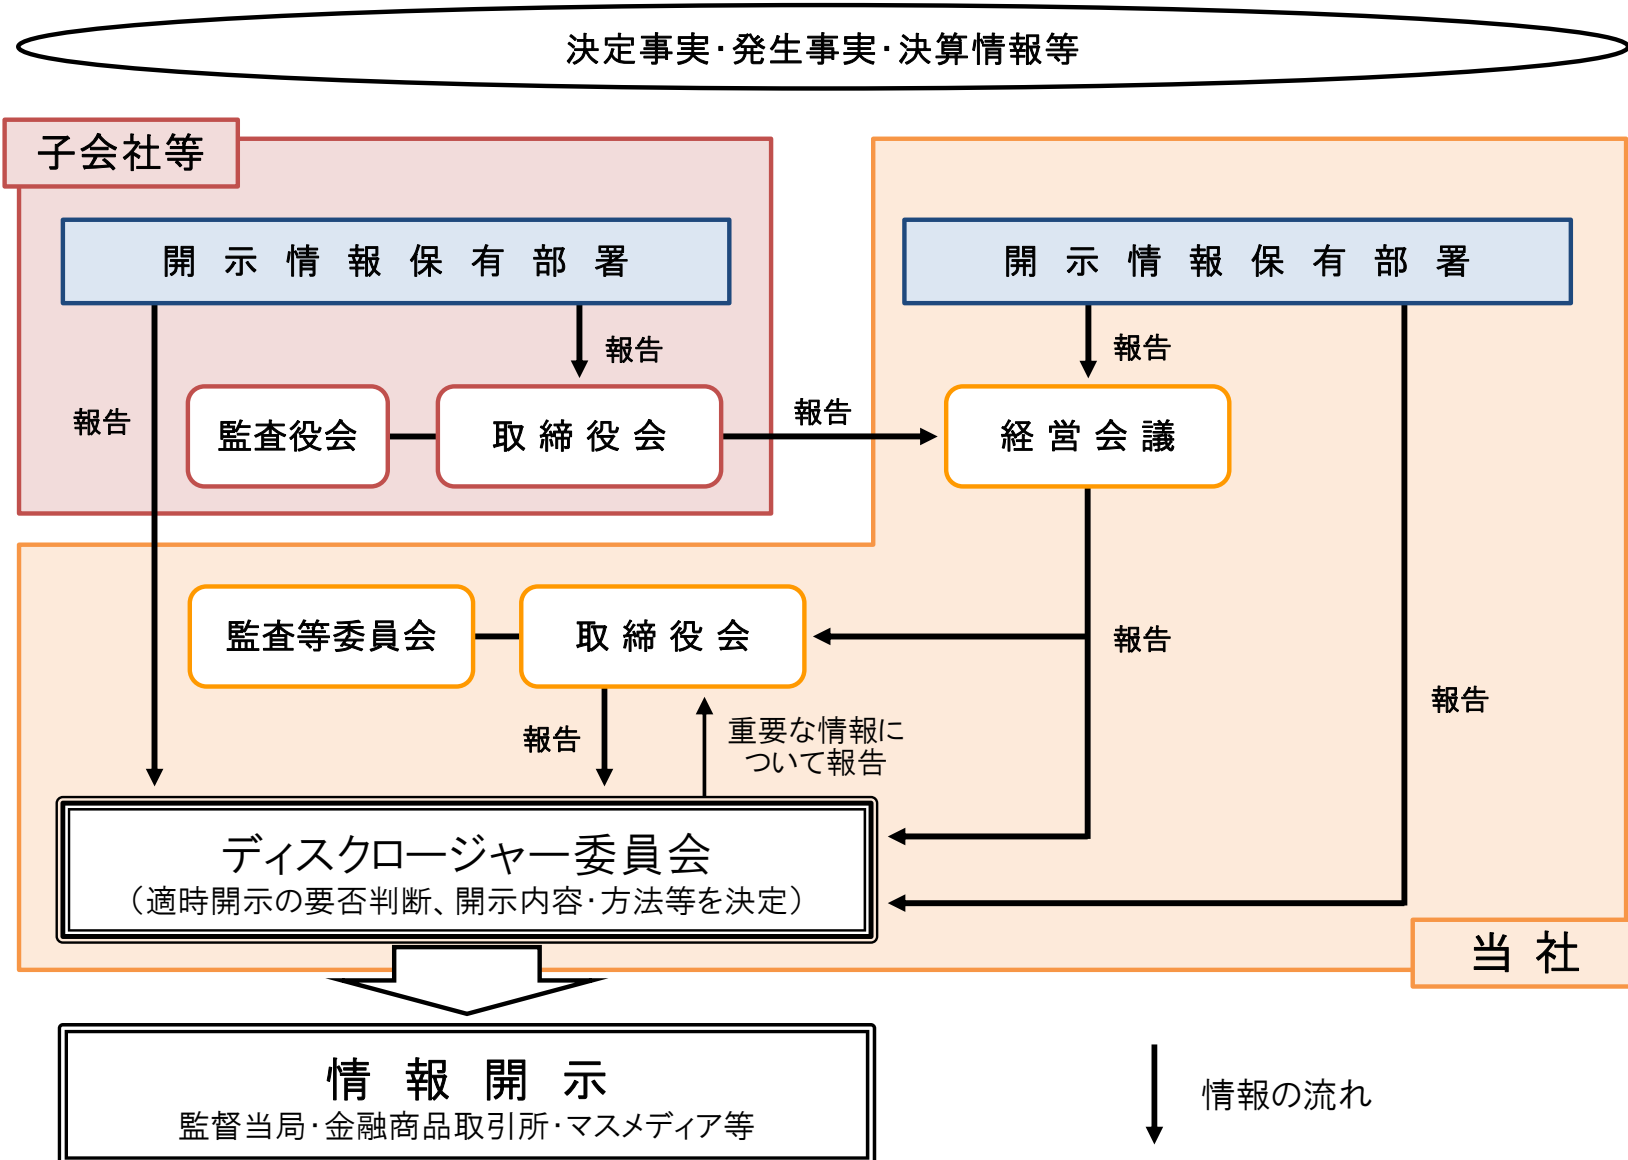 決定事実・発生事実・決算情報等
子会社等
開示情報保有部署
開示情報保有部署
報告
報告
報告
報告
監査役会
取締役会
経営会議
監査等委員会
取締役会
報告
報告
報告
重要な情報に
ついて報告
ディスクロージャー委員会
（適時開示の要否判断、開示内容・方法等を決定）
当社
情報開示
監督当局・金融商品取引所・マスメディア等
情報の流れ